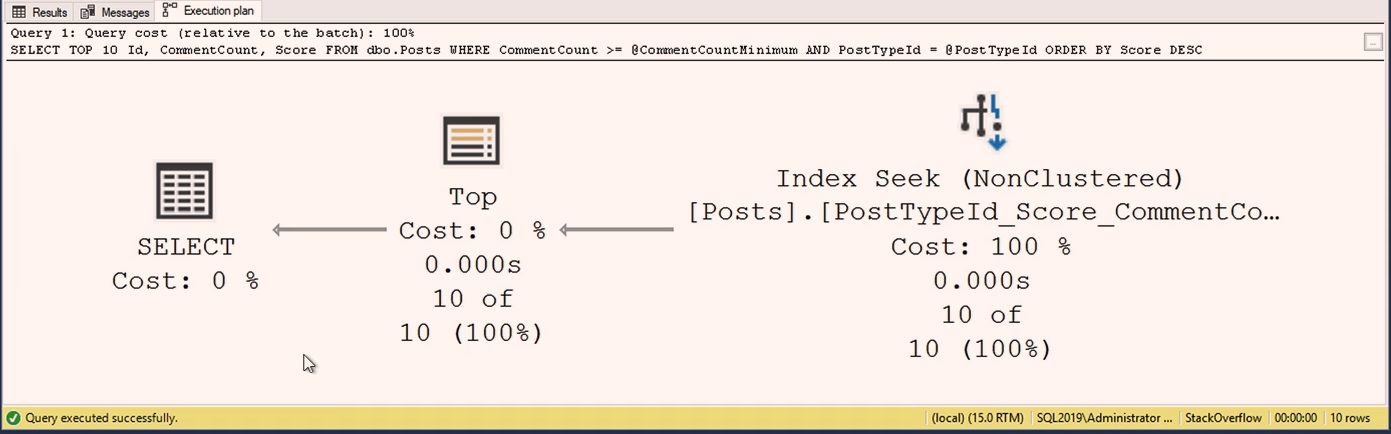 Results Messages Execution plan
Query 1: Query cost (relative to the batch): 100%
SELECT TOP 10 Id, CommentCount, Score FROM dbo.Posts WHERE CommentCount >= @CommentCountMinimum AND PostTypeId = @PostTypeId ORDER BY Score DESC
...
SELECT
Cost: 0 %
Top
Cost: 0 %
0.000s
10 of
10 (100%)
Index Seek (NonClustered)
[Posts].[PostTypeId_Score_CommentCo…
Cost: 100 %
0.000s
10 of
10 (100%)
Query executed successfully.
(local) (15.0 RTM) SQL2019\Administrator ... StackOverflow 00:00:00 10 rows